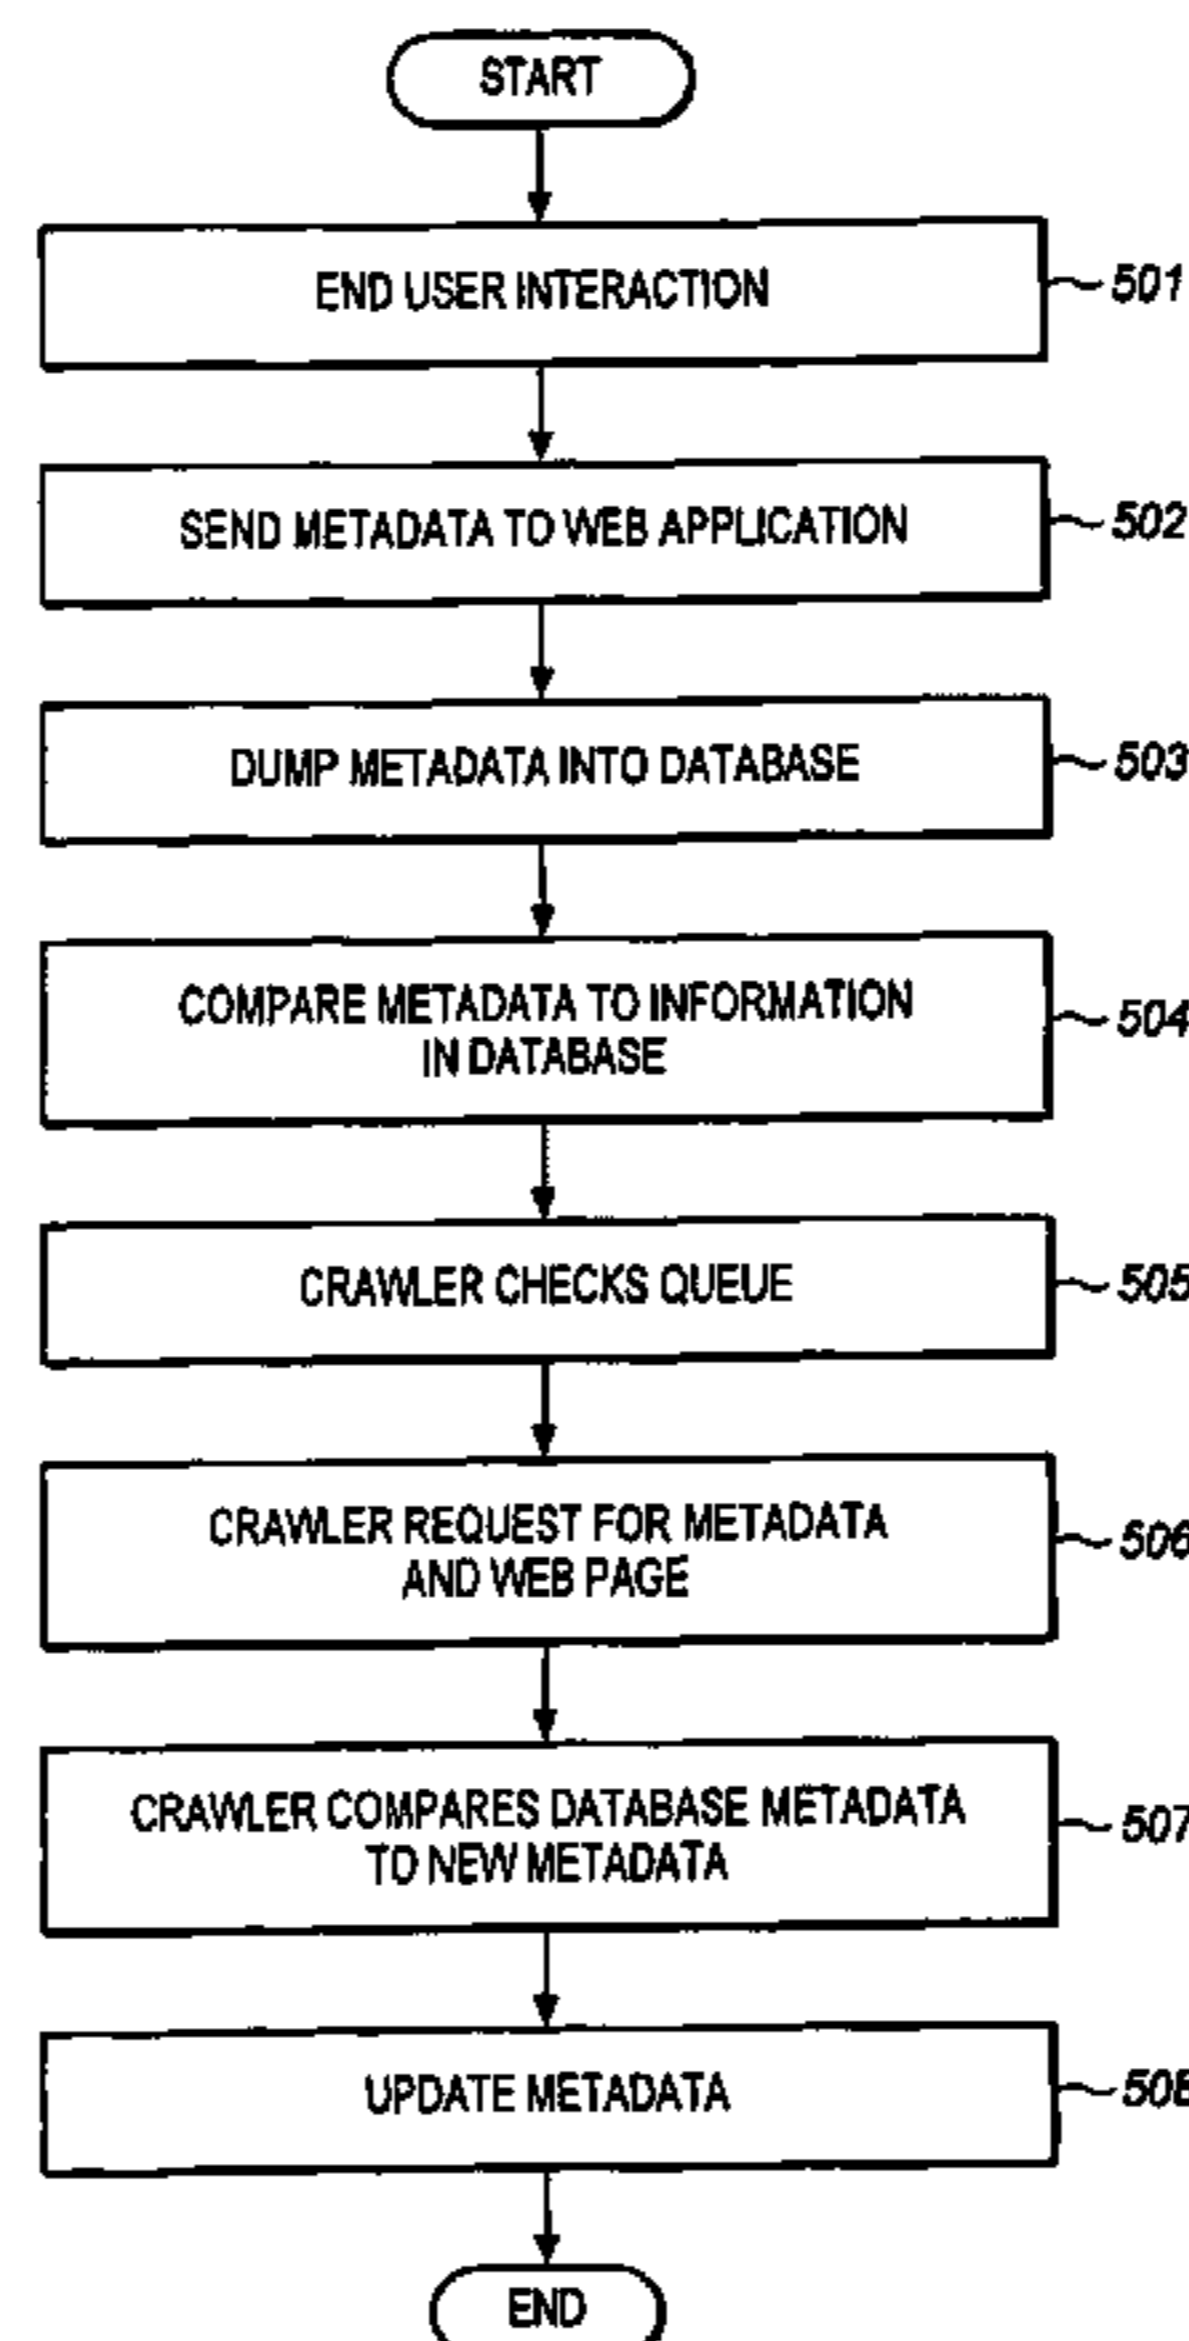 START
END USER INTERACTION
501
SEND METADATA TO WEB APPLICATION
502
DUMP METADATA INTO DATABASE
503
COMPARE METADATA TO INFORMATION
IN DATABASE
504
CRAWLER CHECKS QUEUE
505
CRAWLER REQUEST FOR METADATA
AND WEB PAGE
506
CRAWLER COMPARES DATABASE METADATA
TO NEW METADATA
507
UPDATE METADATA
508
END